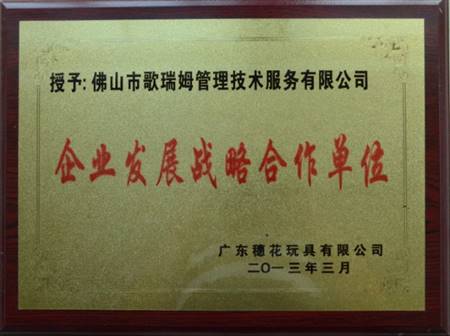 授予:佛山市歌瑞姆管理技术服务有限公司
企业发展战略合作单位
广东穗花玩具有限公司
二〇一三年三月